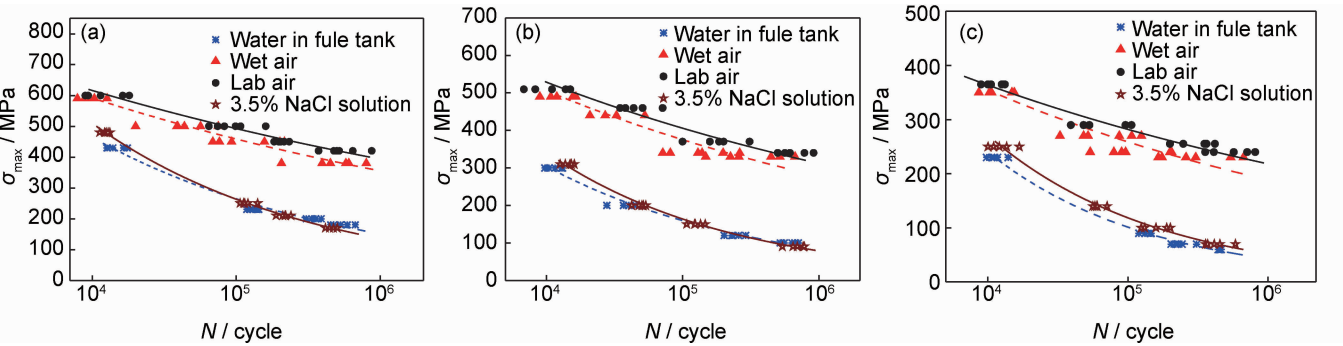 (a)
Water in fule tank
Wet air
Lab air
3.5% NaCl solution
800
700
600
500
400
300
200
100
0
σmax / MPa
10⁴ 10⁵ 10⁶
N / cycle
(b)
Water in fule tank
Wet air
Lab air
3.5% NaCl solution
700
600
500
400
300
200
100
0
σmax / MPa
10⁴ 10⁵ 10⁶
N / cycle
(c)
Water in fule tank
Wet air
Lab air
3.5% NaCl solution
500
400
300
200
100
0
σmax / MPa
10⁴ 10⁵ 10⁶
N / cycle